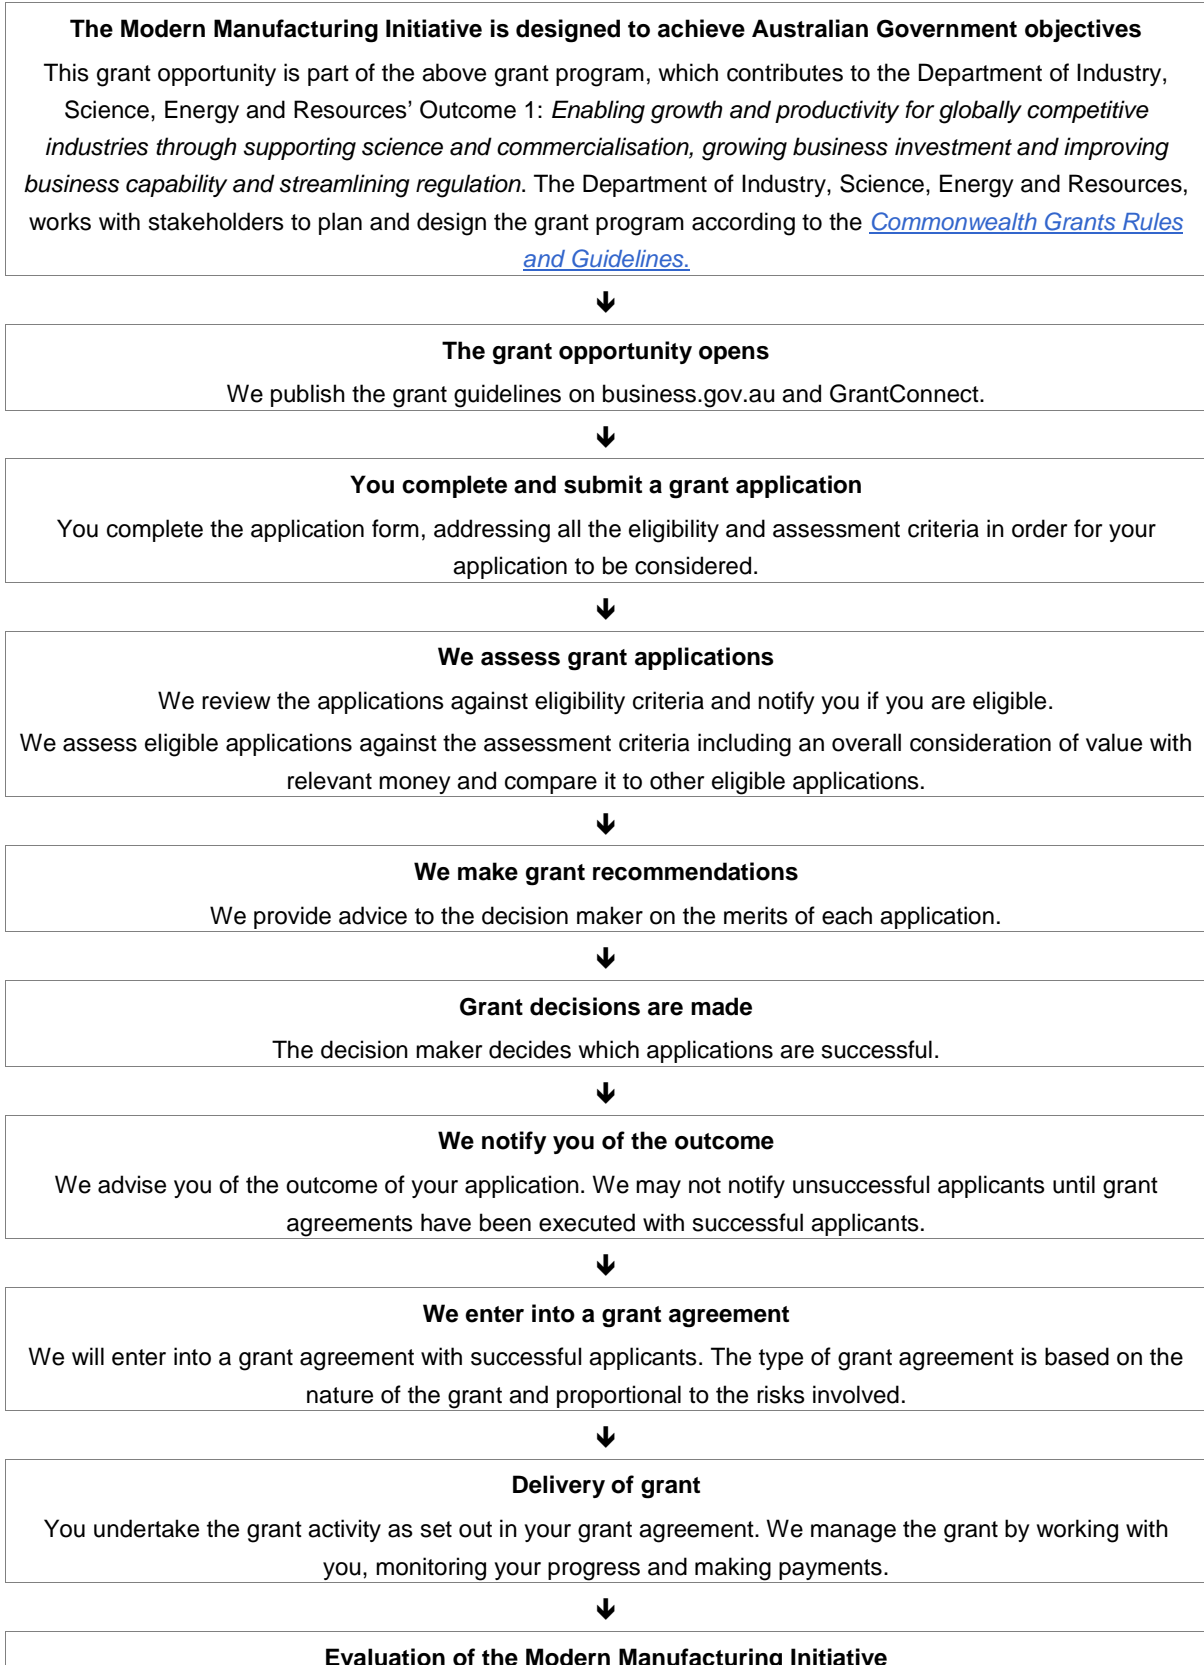 The Modern Manufacturing Initiative is designed to achieve Australian Government objectives
This grant opportunity is part of the above grant program, which contributes to the Department of Industry,
Science, Energy and Resources' Outcome 1: Enabling growth and productivity for globally competitive
industries through supporting science and commercialisation, growing business investment and improving
business capability and streamlining regulation. The Department of Industry, Science, Energy and Resources,
works with stakeholders to plan and design the grant program according to the Commonwealth Grants Rules
and Guidelines.
The grant opportunity opens
We publish the grant guidelines on business.gov.au and GrantConnect.
You complete and submit a grant application
You complete the application form, addressing all the eligibility and assessment criteria in order for your
application to be considered.
We assess grant applications
We review the applications against eligibility criteria and notify you if you are eligible.
We assess eligible applications against the assessment criteria including an overall consideration of value with
relevant money and compare it to other eligible applications.
We make grant recommendations
We provide advice to the decision maker on the merits of each application.
Grant decisions are made
The decision maker decides which applications are successful.
We notify you of the outcome
We advise you of the outcome of your application. We may not notify unsuccessful applicants until grant
agreements have been executed with successful applicants.
We enter into a grant agreement
We will enter into a grant agreement with successful applicants. The type of grant agreement is based on the
nature of the grant and proportional to the risks involved.
Delivery of grant
You undertake the grant activity as set out in your grant agreement. We manage the grant by working with
you, monitoring your progress and making payments.
Evaluation of the Modern Manufacturing Initiative